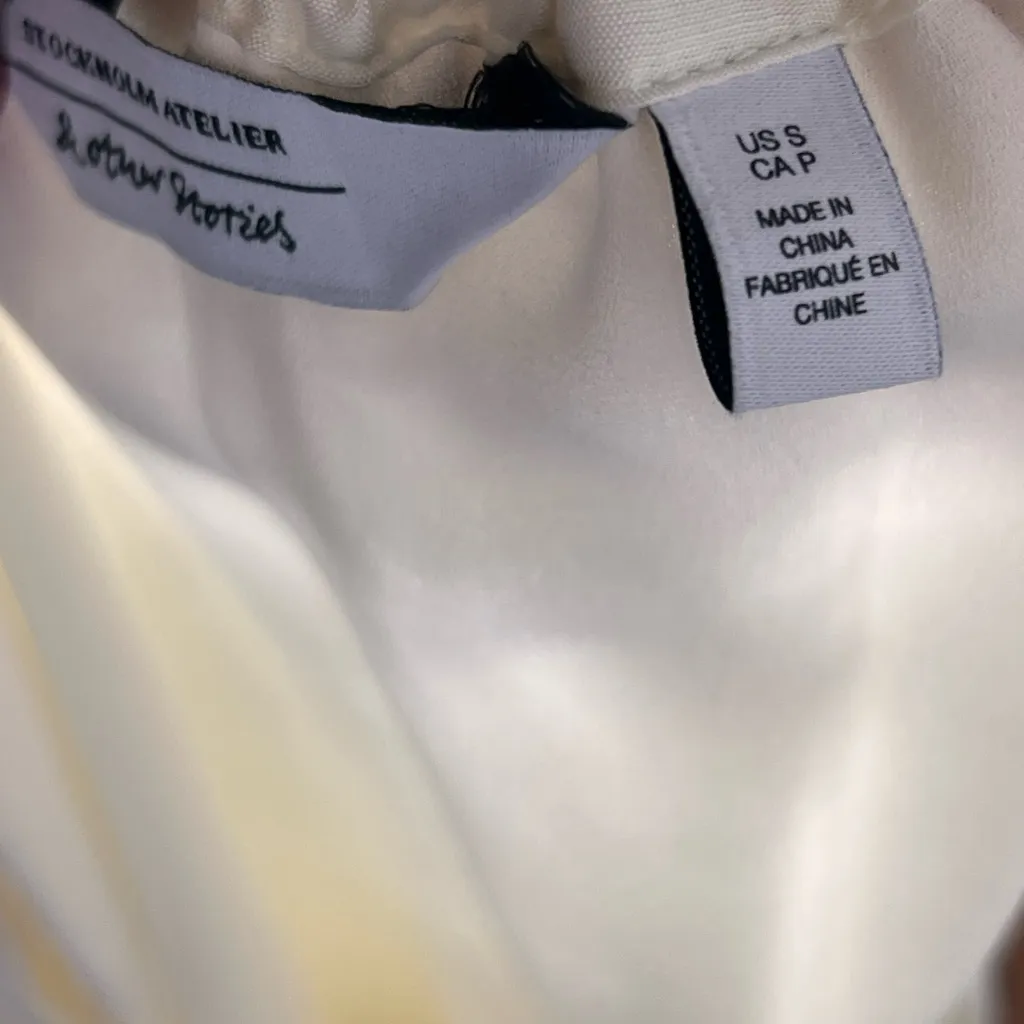 STOCKHOLM ATELIER
& other Stories
US S
CA P
MADE IN
CHINA
FABRIQUÉ EN
CHINE